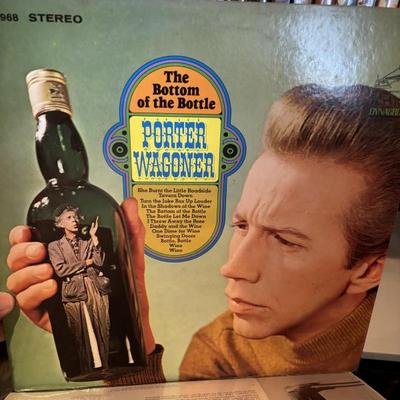 968 STEREO
The
Bottom
of the Bottle
PORTER
WAGONER
She Burnt the Little Roadside
Tavern Down
Turn the Juke Box Up Louder
In the Shadows of the Wine
The Bottom of the Bottle
The Bottle Let Me Down
I Threw Away the Rose
Daddy and the Wine
One Dime for Wine
Swinging Doors
Bottle, Bottle
Wine
Wino